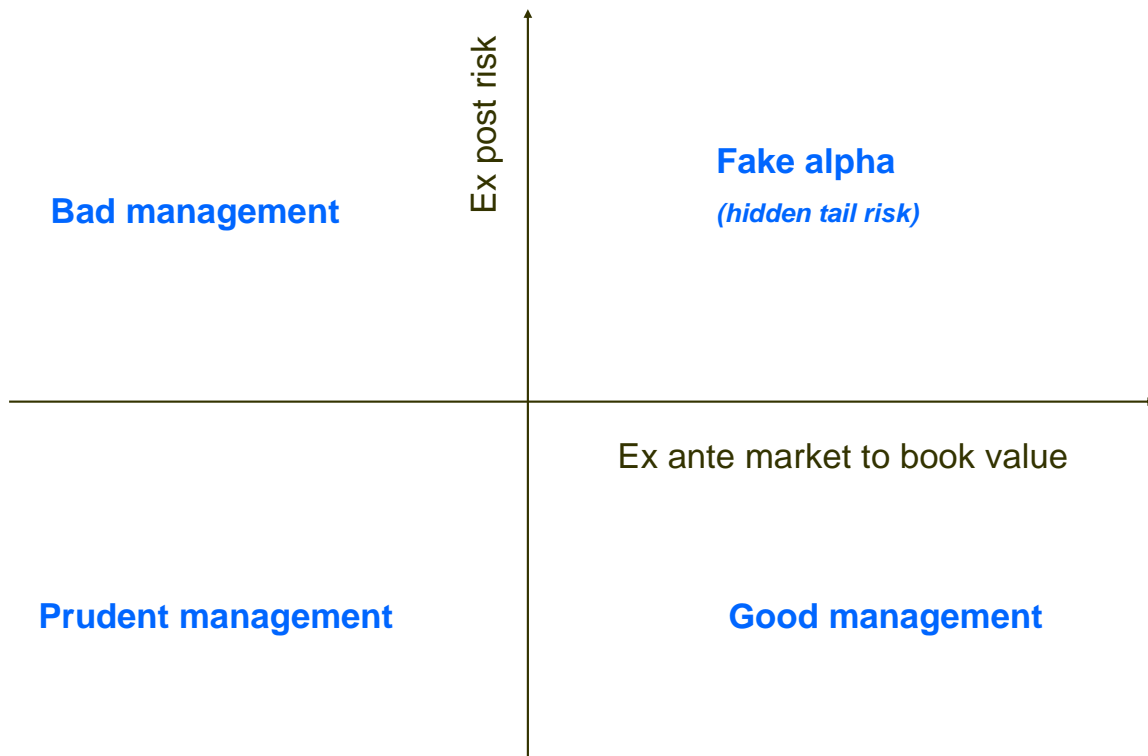 Ex post risk
Fake alpha
(hidden tail risk)
Bad management
Ex ante market to book value
Prudent management
Good management